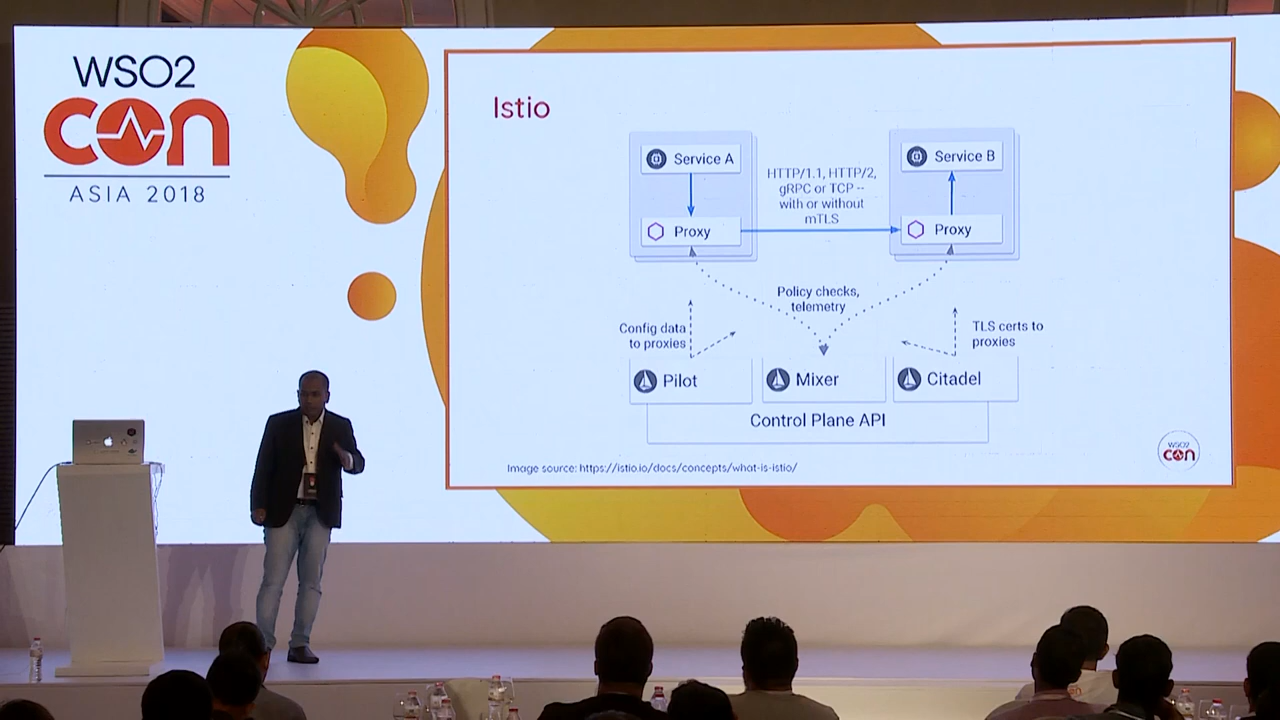 WSO2
CON
ASIA 2018
Istio
Service A
Proxy
HTTP/1.1, HTTP/2,
gRPC or TCP --
with or without
mTLS
Service B
Proxy
Policy checks,
telemetry
Config data
to proxies
TLS certs to
proxies
Pilot
Mixer
Citadel
Control Plane API
Image source: https://istio.io/docs/concepts/what-is-istio/
WSO2
con